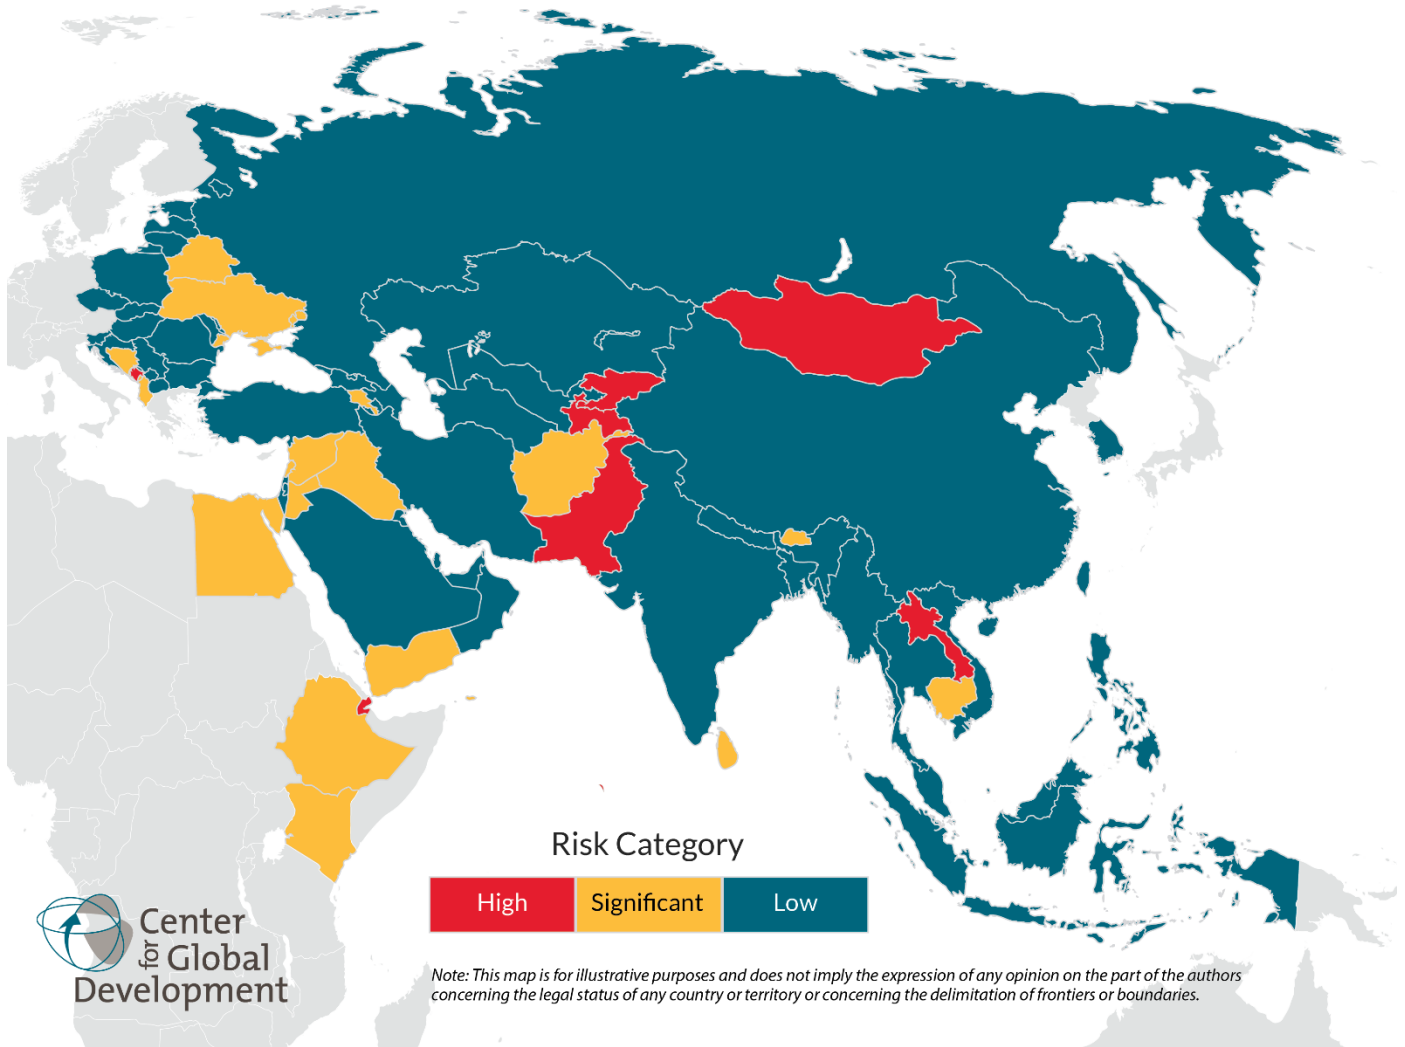 Risk Category
High
Significant
Low
Center
for Global
Development
Note: This map is for illustrative purposes and does not imply the expression of any opinion on the part of the authors
concerning the legal status of any country or territory or concerning the delimitation of frontiers or boundaries.